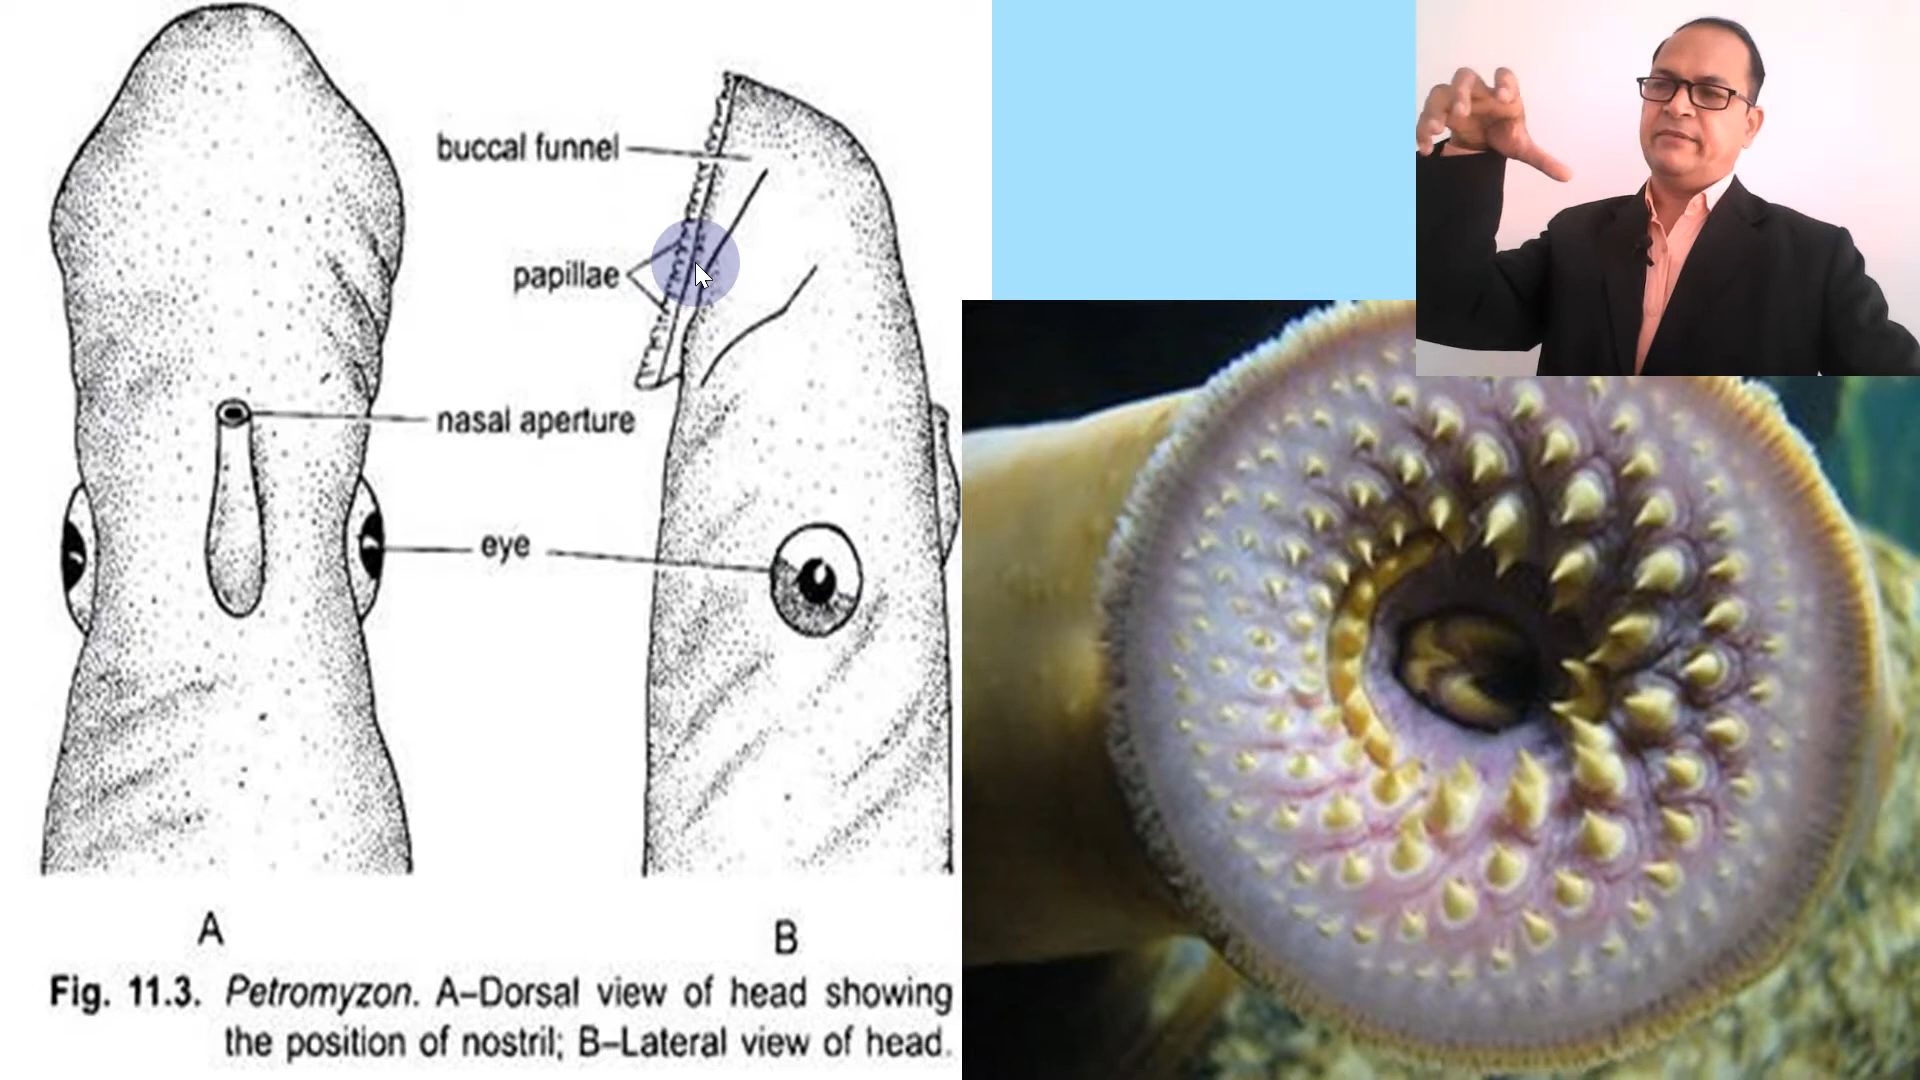 buccal funnel
papillae
nasal aperture
eye
A
B
Fig. 11.3. Petromyzon. A–Dorsal view of head showing
the position of nostril; B–Lateral view of head.